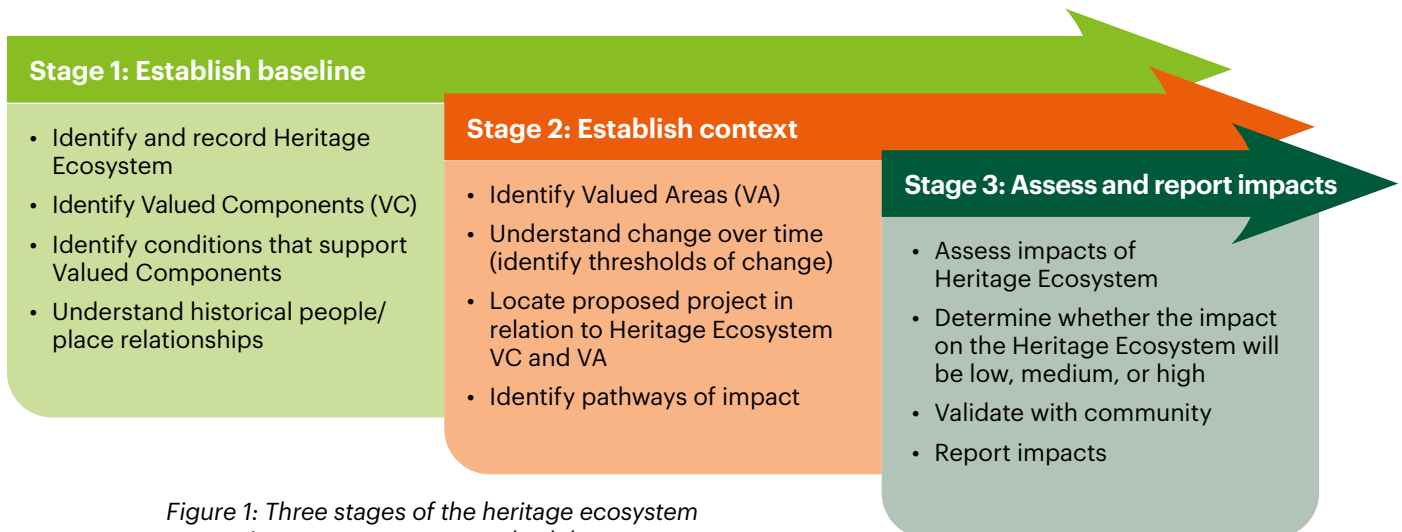 Stage 1: Establish baseline
• Identify and record Heritage
Ecosystem
• Identify Valued Components (VC)
• Identify conditions that support
Valued Components
• Understand historical people/
place relationships
Stage 2: Establish context
• Identify Valued Areas (VA)
• Understand change over time
(identify thresholds of change)
• Locate proposed project in
relation to Heritage Ecosystem
VC and VA
• Identify pathways of impact
Stage 3: Assess and report impacts
• Assess impacts of
Heritage Ecosystem
• Determine whether the impact
on the Heritage Ecosystem will
be low, medium, or high
• Validate with community
• Report impacts
Figure 1: Three stages of the heritage ecosystem